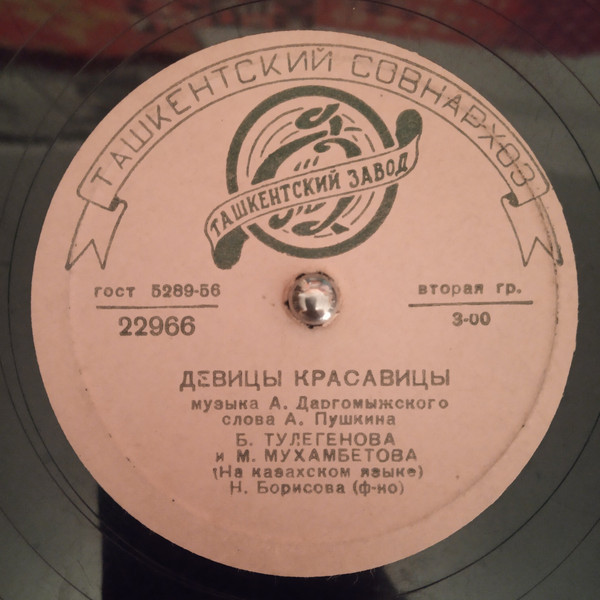 ТАШКЕНТСКИЙ СОВНАРХОЗ
ТАШКЕНТСКИЙ ЗАВОД
гост 5289-56
22966
вторая гр.
3-00
ДЕВИЦЫ КРАСАВИЦЫ
музыка А. Даргомыжского
слова А. Пушкина
Б. ТУЛЕГЕНОВА
и М. МУХАМБЕТОВА
(На казахском языке)
Н. Борисова (ф-но)